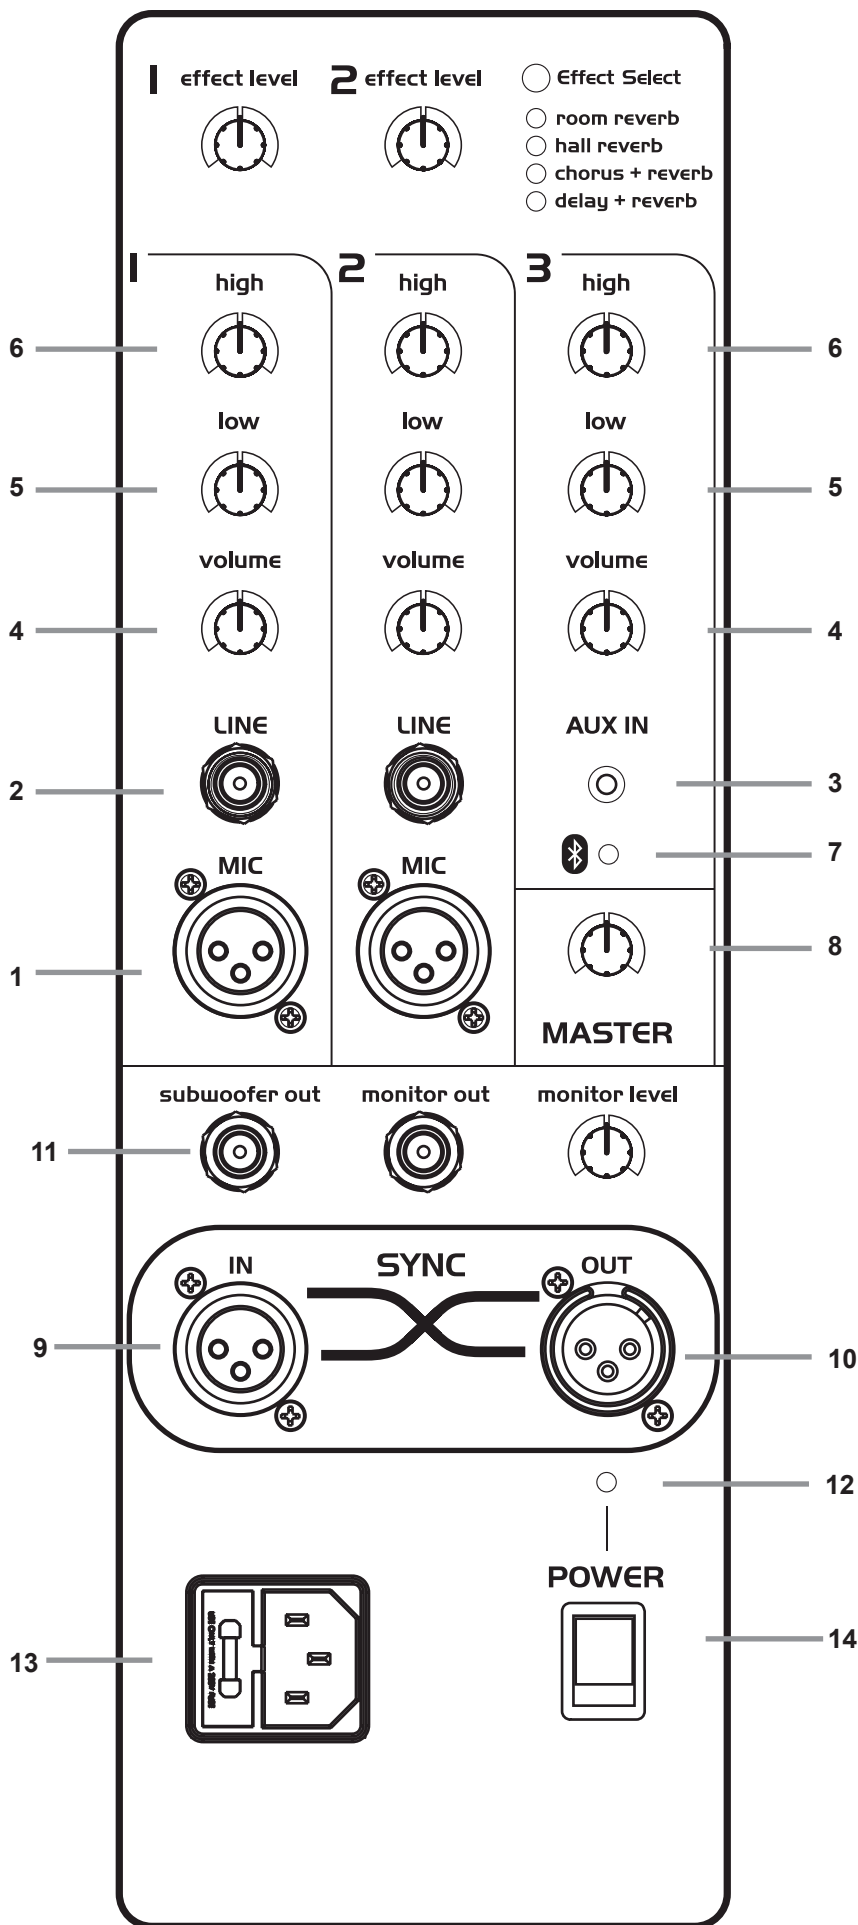 1 effect level 2 effect level Effect Select
room reverb
hall reverb
chorus + reverb
delay + reverb
1 2 3
high high high
6 6
low low low
5 5
volume volume volume
4 4
LINE LINE AUX IN
2 3
7
MIC MIC
8
1
MASTER
subwoofer out monitor out monitor level
11
IN SYNC OUT
9 10
12
POWER
14
13